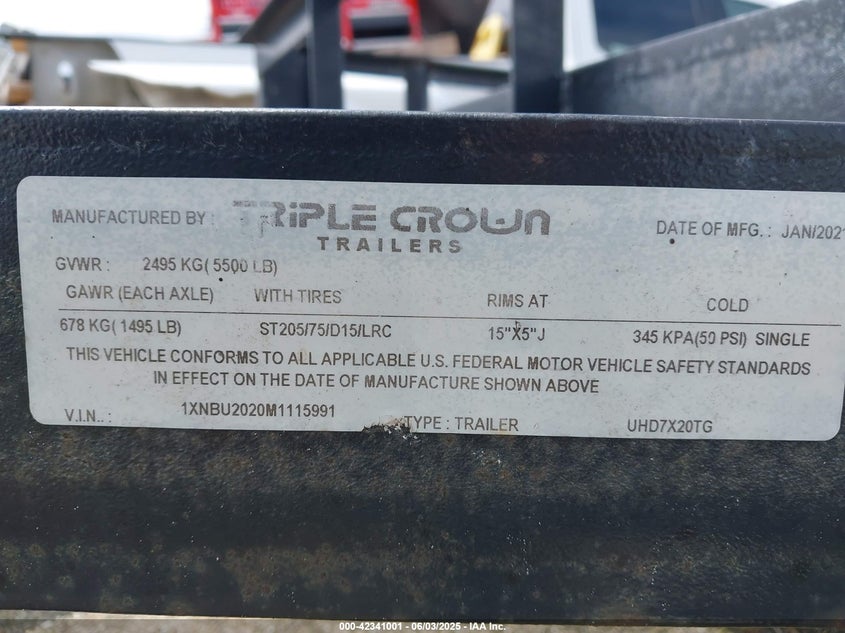 MANUFACTURED BY : TRIPLE CROWN TRAILERS DATE OF MFG. : JAN/2021
GVWR : 2495 KG( 5500 LB)
GAWR (EACH AXLE) WITH TIRES RIMS AT COLD
678 KG( 1495 LB) ST205/75/D15/LRC 15"X5"J 345 KPA(50 PSI) SINGLE
THIS VEHICLE CONFORMS TO ALL APPLICABLE U.S. FEDERAL MOTOR VEHICLE SAFETY STANDARDS
IN EFFECT ON THE DATE OF MANUFACTURE SHOWN ABOVE
V.I.N.. : 1XNBU2020M1115991 TYPE : TRAILER UHD7X20TG
000-42341001 - 06/03/2025 - IAA Inc.